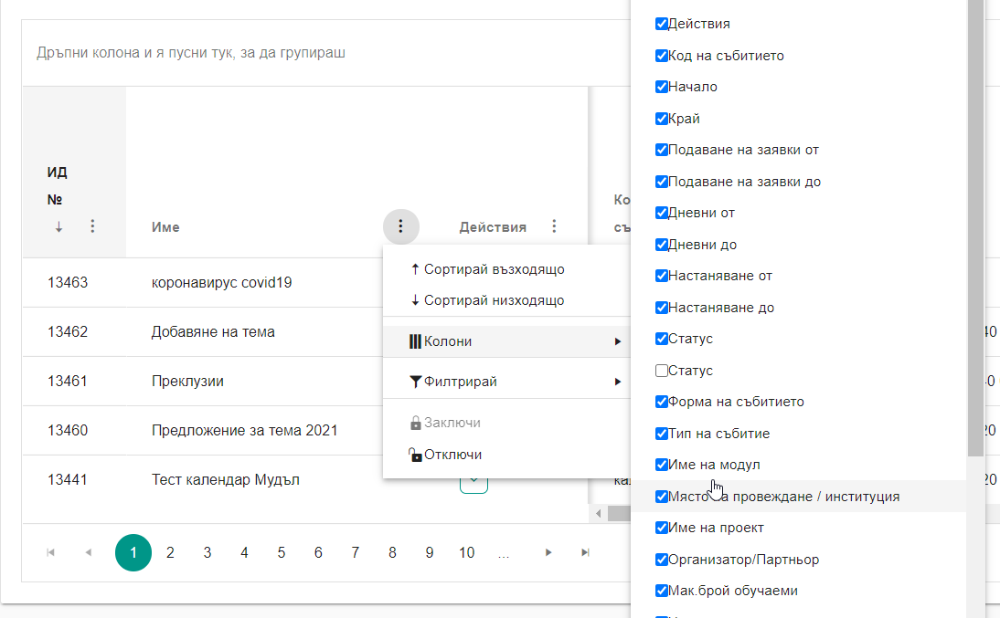 Дръпни колона и я пусни тук, за да групираш
ИД
№
Име
Действия
Ко
съ
13463
коронавирус covid19
13462
Добавяне на тема
40
13461
Преклузии
13460
Предложение за тема 2021
20
13441
Тест календар Мудъл
20
Сортирай възходящо
Сортирай низходящо
Колони
Филтрирай
Заключи
Отключи
1 2 3 4 5 6 7 8 9 10 ...
Действия
Код на събитието
Начало
Край
Подаване на заявки от
Подаване на заявки до
Дневни от
Дневни до
Настаняване от
Настаняване до
Статус
Статус
Форма на събитието
Тип на събитие
Име на модул
Място на провеждане / институция
Име на проект
Организатор/Партньор
Мак.брой обучаеми